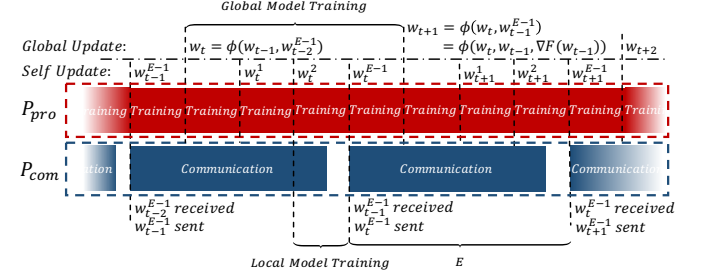 Global Model Training
Global Update: w_t = ϕ(w_{t-1}, w_{t-2}^{E-1}) w_{t+1} = ϕ(w_t, w_{t-1}^{E-1})
= ϕ(w_t, w_{t-1}, ∇F(w_{t-1})) w_{t+2}
Self Update: w_{t-1}^{E-1} w_t^1 w_t^2 w_t^{E-1} w_{t+1}^1 w_{t+1}^2 w_{t+1}^{E-1}
P_pro raining Training Training Training Training Training Training Training Training Training Traini
P_com tion Communication Communication Communication
w_{t-2}^{E-1} received w_{t-1}^{E-1} received w_t^{E-1} received
w_{t-1}^{E-1} sent w_t^{E-1} sent w_{t+1}^{E-1} sent
Local Model Training E